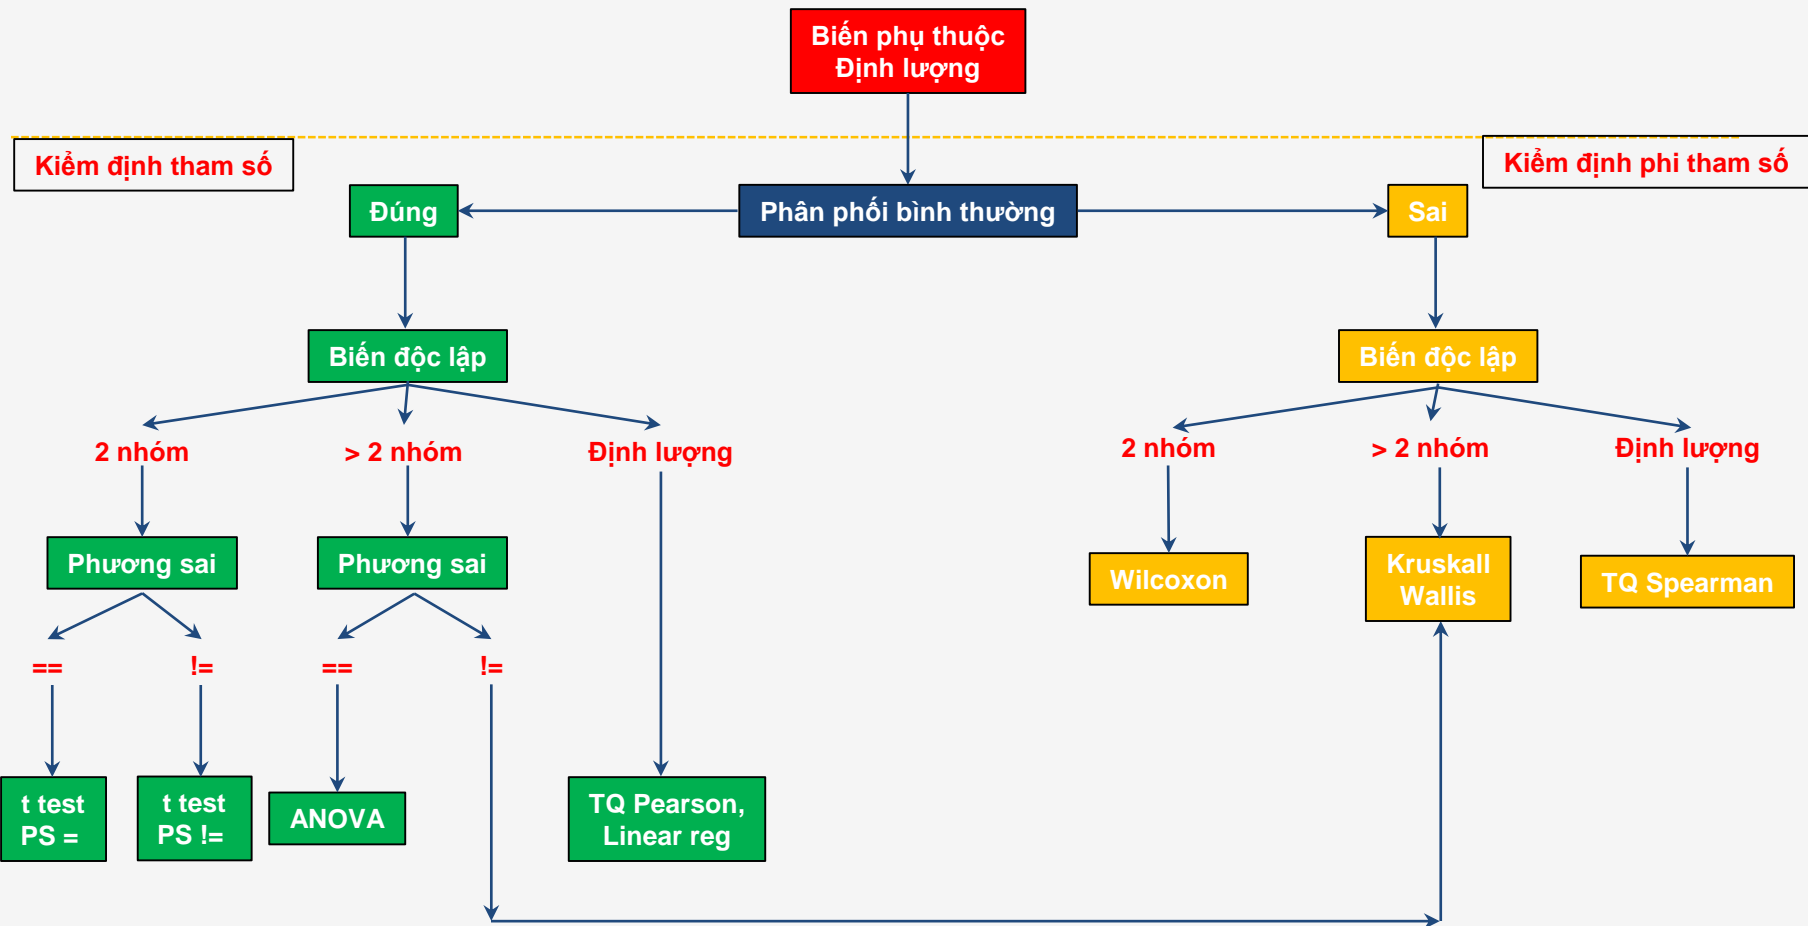 Biến phụ thuộc
Định lượng
Kiểm định tham số
Kiểm định phi tham số
Đúng
Phân phối bình thường
Sai
Biến độc lập
Biến độc lập
2 nhóm
> 2 nhóm
Định lượng
2 nhóm
> 2 nhóm
Định lượng
Phương sai
Phương sai
Wilcoxon
Kruskall
Wallis
TQ Spearman
==
!=
==
!=
t test
PS =
t test
PS !=
ANOVA
TQ Pearson,
Linear reg